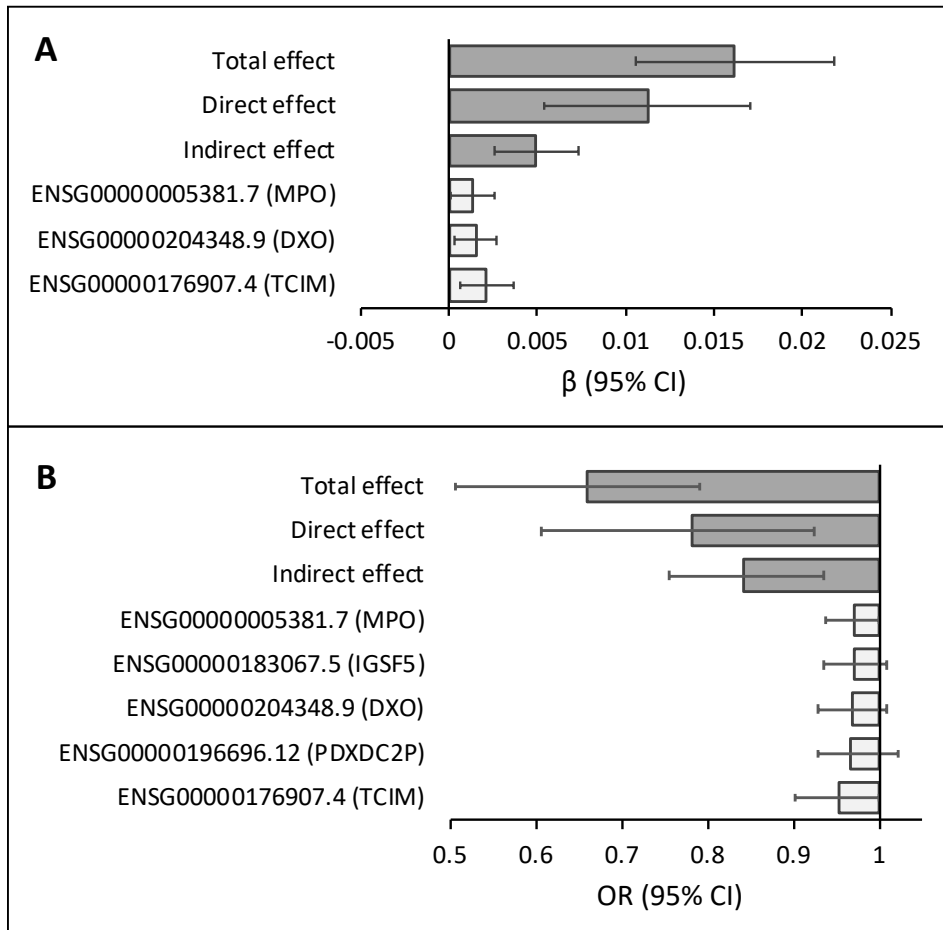 A
Total effect
Direct effect
Indirect effect
ENSG00000005381.7 (MPO)
ENSG00000204348.9 (DXO)
ENSG00000176907.4 (TCIM)
-0.005 0 0.005 0.01 0.015 0.02 0.025
β (95% CI)
B
Total effect
Direct effect
Indirect effect
ENSG00000005381.7 (MPO)
ENSG00000183067.5 (IGSF5)
ENSG00000204348.9 (DXO)
ENSG00000196696.12 (PDXDC2P)
ENSG00000176907.4 (TCIM)
0.5 0.6 0.7 0.8 0.9 1
OR (95% CI)